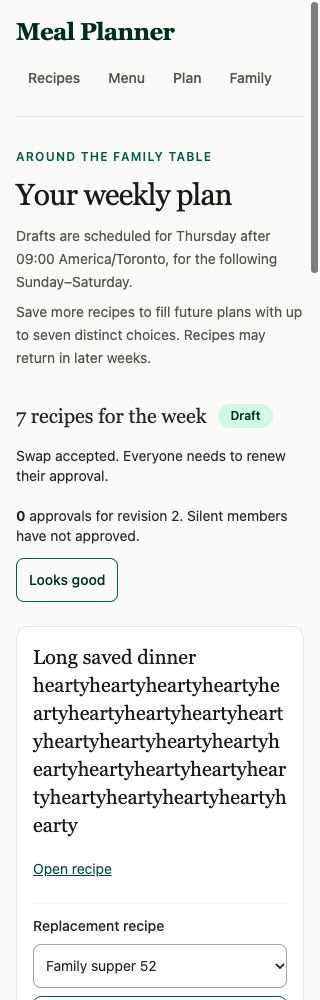 Meal Planner
Recipes Menu Plan Family
AROUND THE FAMILY TABLE
Your weekly plan
Drafts are scheduled for Thursday after
09:00 America/Toronto, for the following
Sunday–Saturday.
Save more recipes to fill future plans with up
to seven distinct choices. Recipes may
return in later weeks.
7 recipes for the week Draft
Swap accepted. Everyone needs to renew
their approval.
0 approvals for revision 2. Silent members
have not approved.
Looks good
Long saved dinner
heartyheartyheartyheartyhe
artyheartyheartyheartyheart
yheartyheartyheartyheartyh
eartyheartyheartyheartyhear
tyheartyheartyheartyheartyh
earty
Open recipe
Replacement recipe
Family supper 52